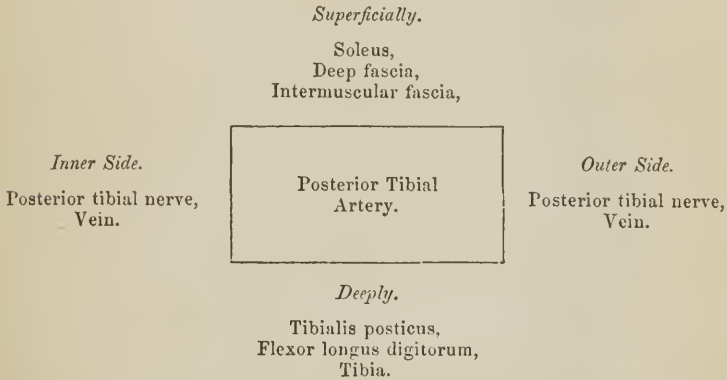 Superficially.
Soleus,
Deep fascia,
Intermuscular fascia,
Inner Side.
Posterior tibial nerve,
Vein.
Posterior Tibial
Artery.
Outer Side.
Posterior tibial nerve,
Vein.
Deeply.
Tibialis posticus,
Flexor longus digitorum,
Tibia.